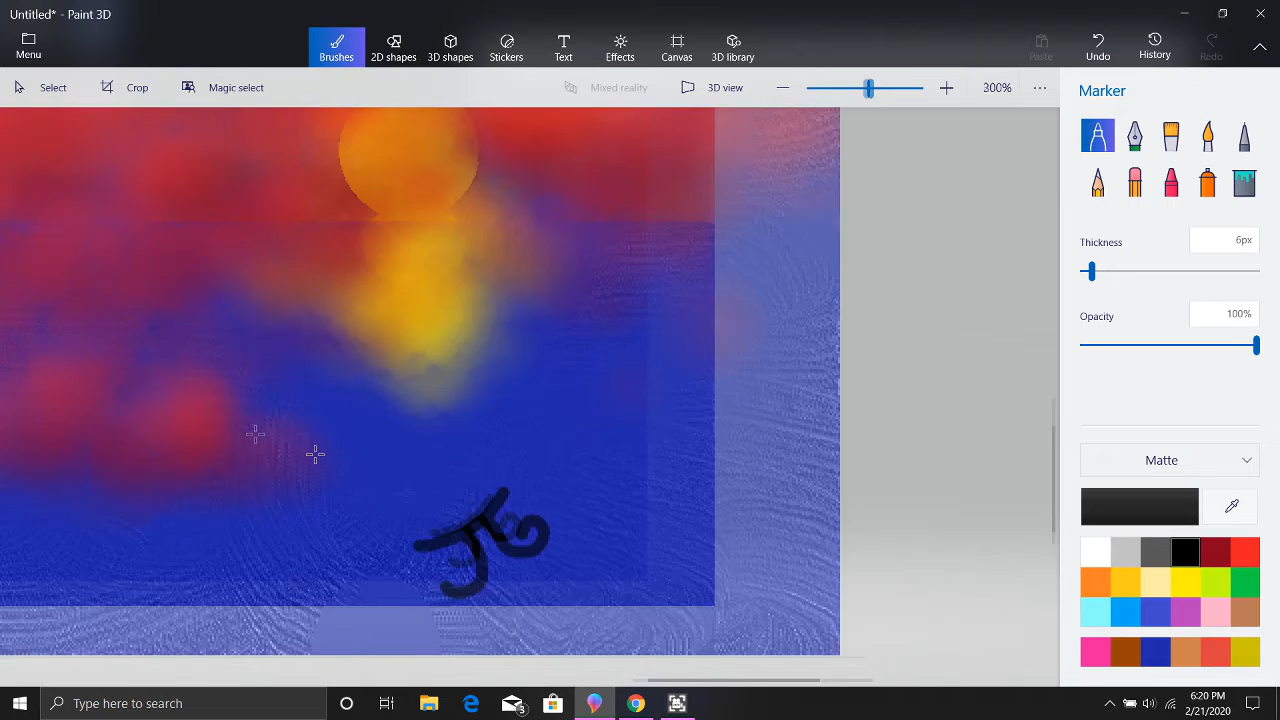 Untitled* - Paint 3D
Menu
Brushes
2D shapes
3D shapes
Stickers
Text
Effects
Canvas
3D library
Paste
Undo
History
Redo
Select
Crop
Magic select
Mixed reality
3D view
300%
Marker
Thickness
6px
Opacity
100%
Matte
Type here to search
3
6:20 PM
2/21/2020